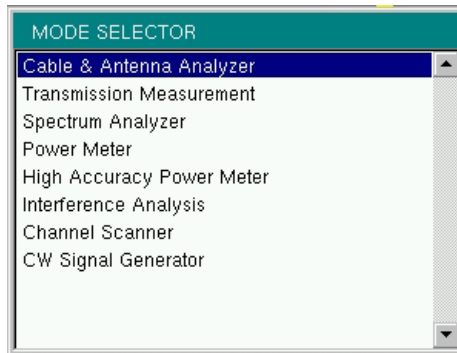 MODE SELECTOR
Cable & Antenna Analyzer
Transmission Measurement
Spectrum Analyzer
Power Meter
High Accuracy Power Meter
Interference Analysis
Channel Scanner
CW Signal Generator